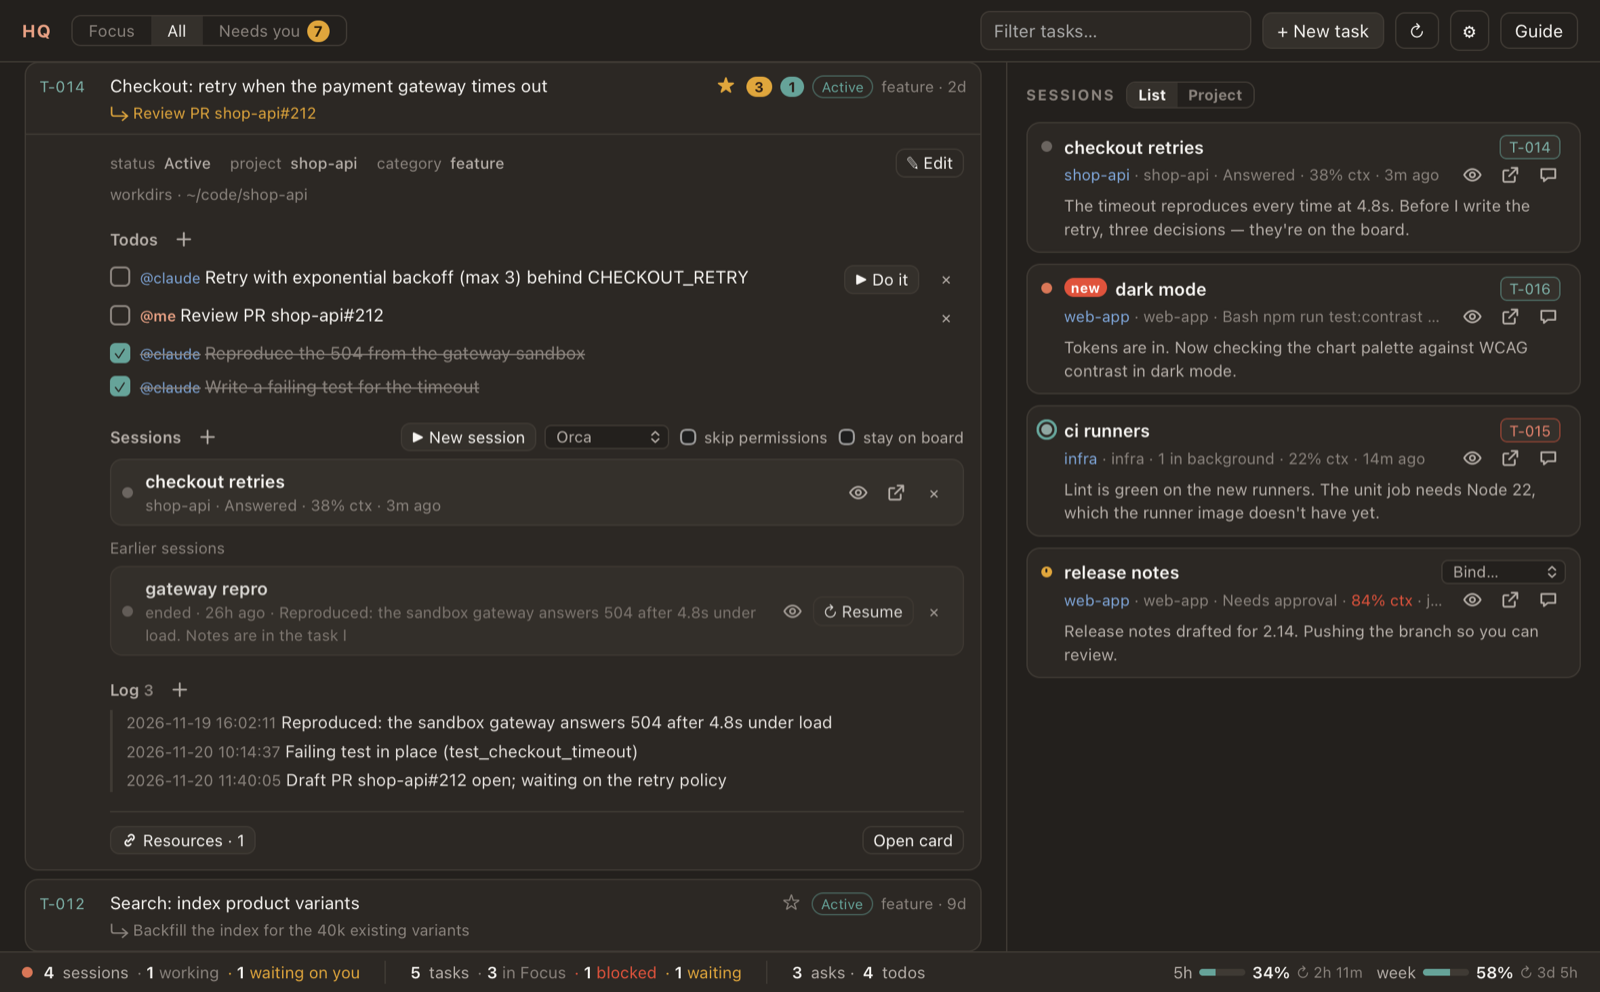 HQ Focus All Needs you 7 Filter tasks... + New task Guide
T-014 Checkout: retry when the payment gateway times out 3 1 Active feature · 2d
Review PR shop-api#212
status Active project shop-api category feature Edit
workdirs · ~/code/shop-api
Todos +
@claude Retry with exponential backoff (max 3) behind CHECKOUT_RETRY Do it ×
@me Review PR shop-api#212 ×
@claude Reproduce the 504 from the gateway sandbox
@claude Write a failing test for the timeout
Sessions + New session Orca skip permissions stay on board
checkout retries
shop-api · Answered · 38% ctx · 3m ago ×
Earlier sessions
gateway repro
ended · 26h ago · Reproduced: the sandbox gateway answers 504 after 4.8s under Resume ×
load. Notes are in the task l
Log 3 +
2026-11-19 16:02:11 Reproduced: the sandbox gateway answers 504 after 4.8s under load
2026-11-20 10:14:37 Failing test in place (test_checkout_timeout)
2026-11-20 11:40:05 Draft PR shop-api#212 open; waiting on the retry policy
Resources · 1 Open card
T-012 Search: index product variants Active feature · 9d
Backfill the index for the 40k existing variants
SESSIONS List Project
checkout retries T-014
shop-api · shop-api · Answered · 38% ctx · 3m ago
The timeout reproduces every time at 4.8s. Before I write the
retry, three decisions — they're on the board.
new dark mode T-016
web-app · web-app · Bash npm run test:contrast ...
Tokens are in. Now checking the chart palette against WCAG
contrast in dark mode.
ci runners T-015
infra · infra · 1 in background · 22% ctx · 14m ago
Lint is green on the new runners. The unit job needs Node 22,
which the runner image doesn't have yet.
release notes Bind...
web-app · web-app · Needs approval · 84% ctx · j...
Release notes drafted for 2.14. Pushing the branch so you can
review.
4 sessions · 1 working · 1 waiting on you 5 tasks · 3 in Focus · 1 blocked · 1 waiting 3 asks · 4 todos 5h 34% 2h 11m week 58% 3d 5h